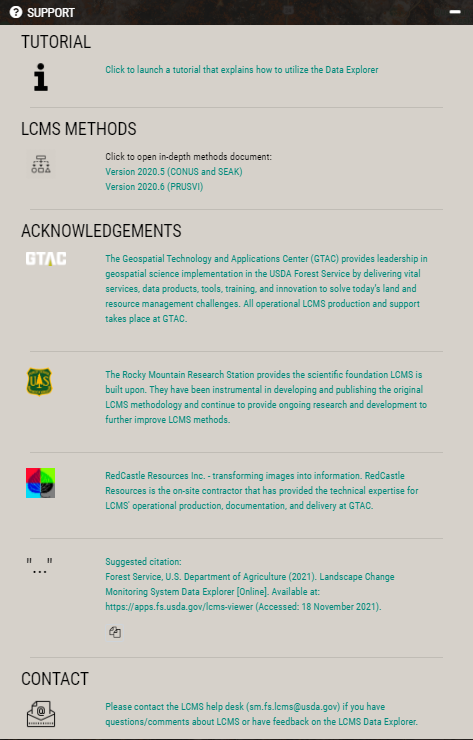 SUPPORT
TUTORIAL
Click to launch a tutorial that explains how to utilize the Data Explorer
LCMS METHODS
Click to open in-depth methods document:
Version 2020.5 (CONUS and SEAK)
Version 2020.6 (PRUSVI)
ACKNOWLEDGEMENTS
GTAC
The Geospatial Technology and Applications Center (GTAC) provides leadership in
geospatial science implementation in the USDA Forest Service by delivering vital
services, data products, tools, training, and innovation to solve today's land and
resource management challenges. All operational LCMS production and support
takes place at GTAC.
UAS
The Rocky Mountain Research Station provides the scientific foundation LCMS is
built upon. They have been instrumental in developing and publishing the original
LCMS methodology and continue to provide ongoing research and development to
further improve LCMS methods.
RedCastle Resources Inc. - transforming images into information. RedCastle
Resources is the on-site contractor that has provided the technical expertise for
LCMS' operational production, documentation, and delivery at GTAC.
"..."
Suggested citation:
Forest Service, U.S. Department of Agriculture (2021). Landscape Change
Monitoring System Data Explorer [Online]. Available at:
https://apps.fs.usda.gov/lcms-viewer (Accessed: 18 November 2021).
CONTACT
Please contact the LCMS help desk (sm.fs.lcms@usda.gov) if you have
questions/comments about LCMS or have feedback on the LCMS Data Explorer.